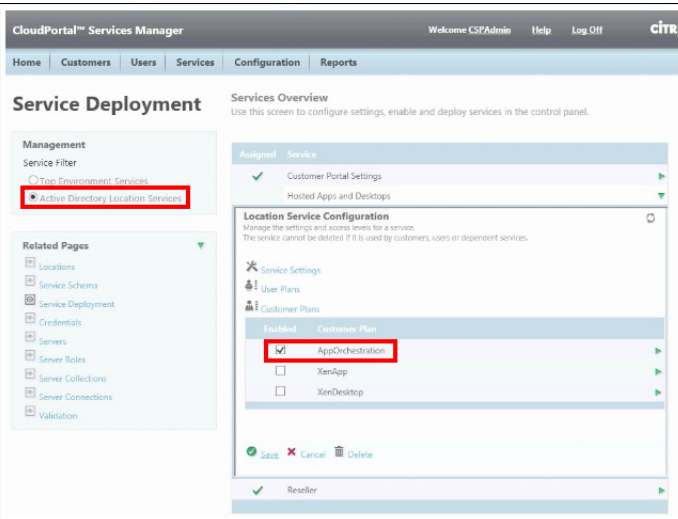 CloudPortal™ Services Manager
Welcome CSPAdmin Help Log Off
CITR
Home Customers Users Services Configuration Reports
Service Deployment
Management
Service Filter
Top Environment Services
Active Directory Location Services
Related Pages
Locations
Service Schema
Service Deployment
Credentials
Servers
Server Roles
Server Collections
Server Connections
Validation
Services Overview
Use this screen to configure settings, enable and deploy services in the control panel.
Assigned Service
Customer Portal Settings
Hosted Apps and Desktops
Location Service Configuration
Manage the settings and access levels for a service.
The service cannot be deleted if it is used by customers, users or dependent services.
Service Settings
User Plans
Customer Plans
Enabled Customer Plan
AppOrchestration
XenApp
XenDesktop
Save Cancel Delete
Reseller